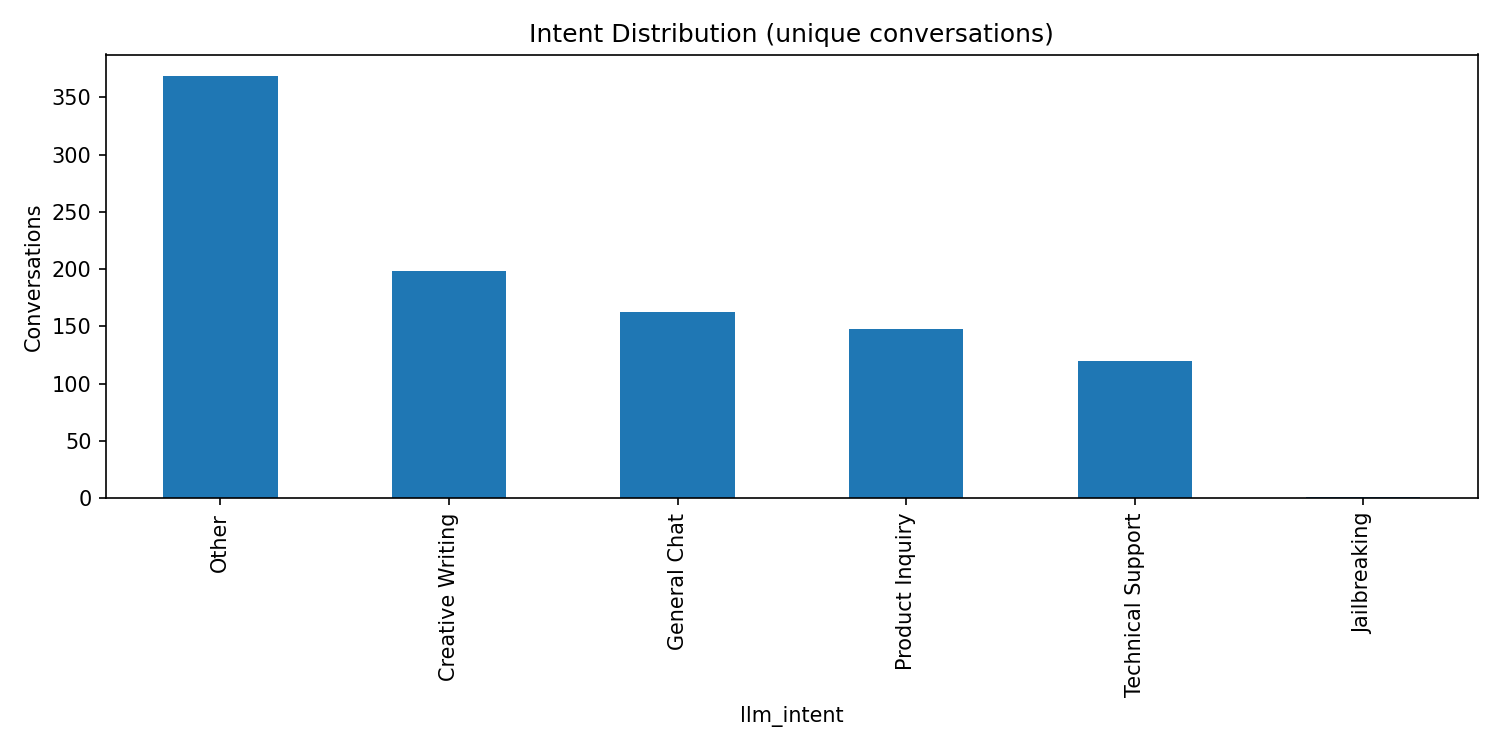 Intent Distribution (unique conversations)
Conversations
350
300
250
200
150
100
50
0
Other
Creative Writing
General Chat
Product Inquiry
Technical Support
Jailbreaking
llm_intent